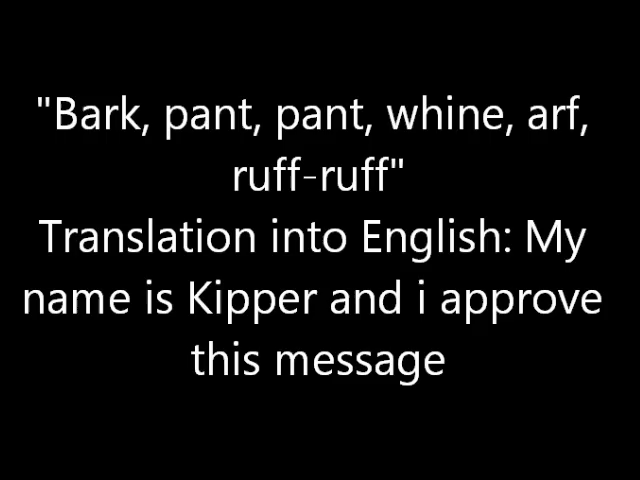 "Bark, pant, pant, whine, arf,
ruff-ruff"
Translation into English: My
name is Kipper and i approve
this message